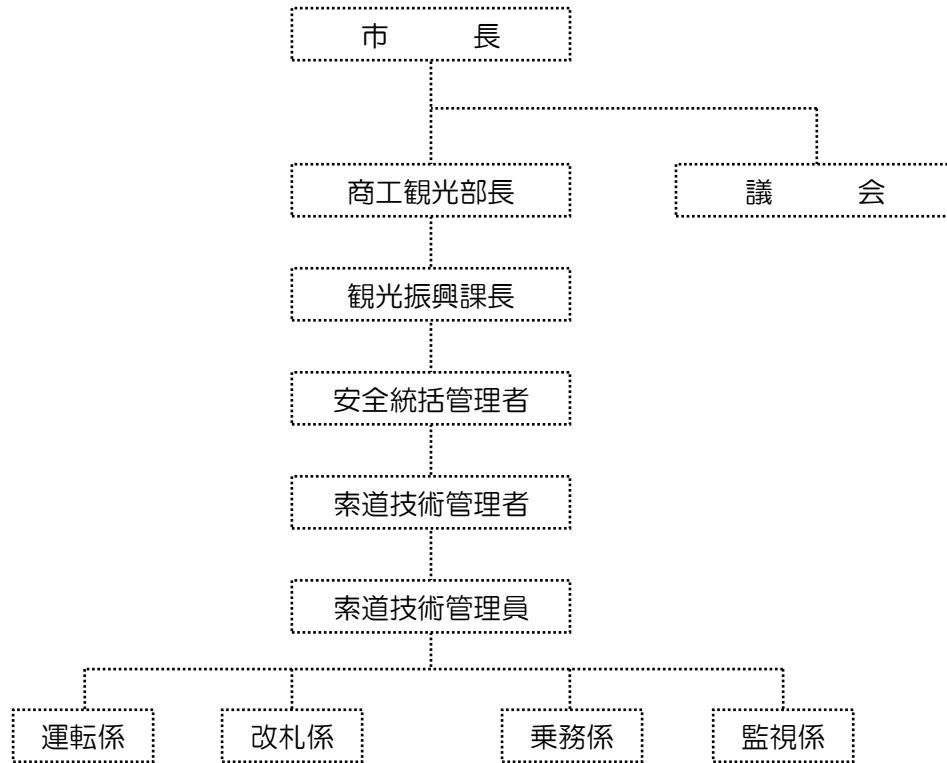 市　　　長
商工観光部長
議　　　会
観光振興課長
安全統括管理者
索道技術管理者
索道技術管理員
運転係
改札係
乗務係
監視係